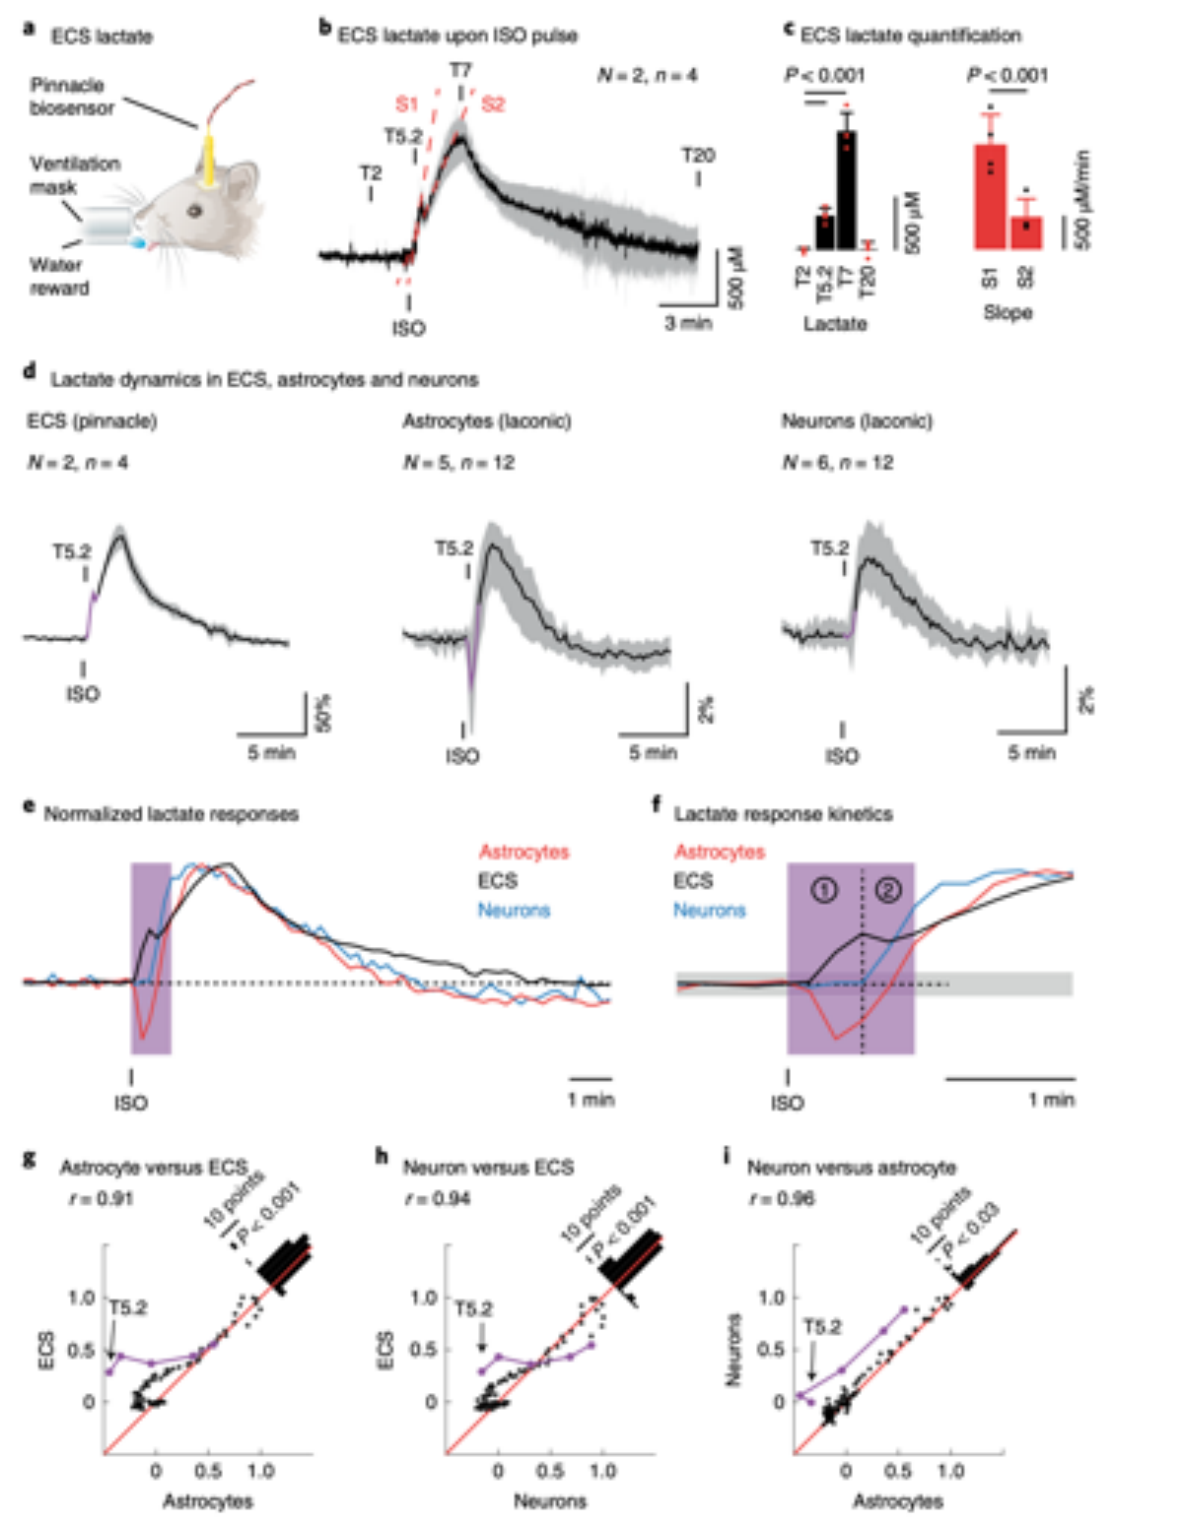 a ECS lactate
Pinnacle
biosensor
Ventilation
mask
Water
reward
b ECS lactate upon ISO pulse
T7
N = 2, n = 4
S1
S2
T5.2
T2
T20
ISO
500 µM
3 min
c ECS lactate quantification
P < 0.001
P < 0.001
500 µM
500 µM/min
T2
T5.2
T7
T20
S1
S2
Lactate
Slope
d Lactate dynamics in ECS, astrocytes and neurons
ECS (pinnacle)
N = 2, n = 4
T5.2
ISO
50%
5 min
Astrocytes (laconic)
N = 5, n = 12
T5.2
ISO
2%
5 min
Neurons (laconic)
N = 6, n = 12
T5.2
ISO
2%
5 min
e Normalized lactate responses
Astrocytes
ECS
Neurons
ISO
1 min
f Lactate response kinetics
Astrocytes
ECS
Neurons
① ②
ISO
1 min
g Astrocyte versus ECS
r = 0.91
10 points
P < 0.001
T5.2
1.0
0.5
0
ECS
0 0.5 1.0
Astrocytes
h Neuron versus ECS
r = 0.94
10 points
P < 0.001
T5.2
1.0
0.5
0
ECS
0 0.5 1.0
Neurons
i Neuron versus astrocyte
r = 0.96
10 points
P < 0.03
T5.2
1.0
0.5
0
Neurons
0 0.5 1.0
Astrocytes